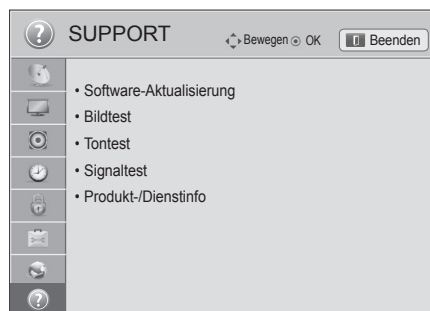 SUPPORT
Bewegen OK
Beenden
• Software-Aktualisierung
• Bildtest
• Tontest
• Signaltest
• Produkt-/Dienstinfo